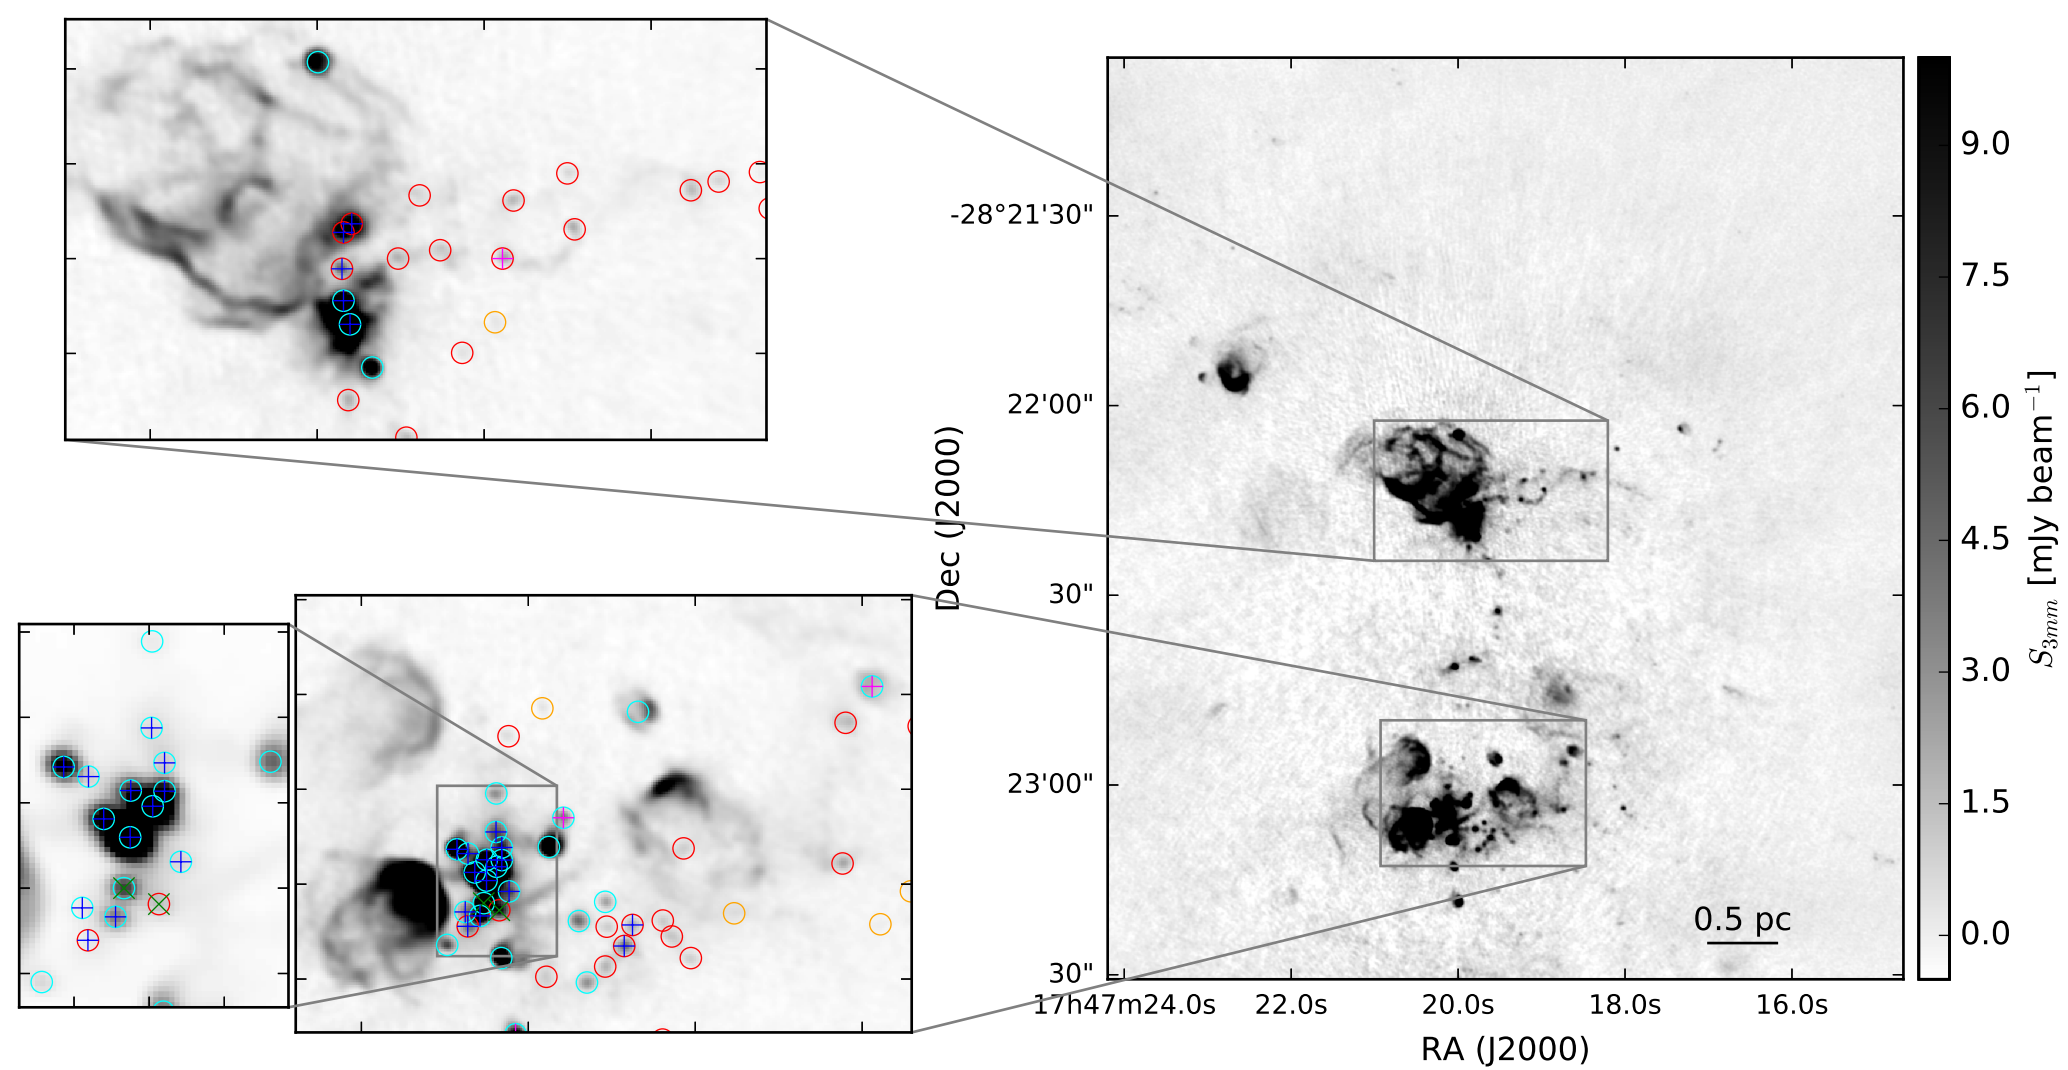 -28°21'30"
22'00"
30"
23'00"
30"
Dec (J2000)
17h47m24.0s 22.0s 20.0s 18.0s 16.0s
RA (J2000)
0.5 pc
9.0
7.5
6.0
4.5
3.0
1.5
0.0
S_{3mm} [mJy beam^{-1}]